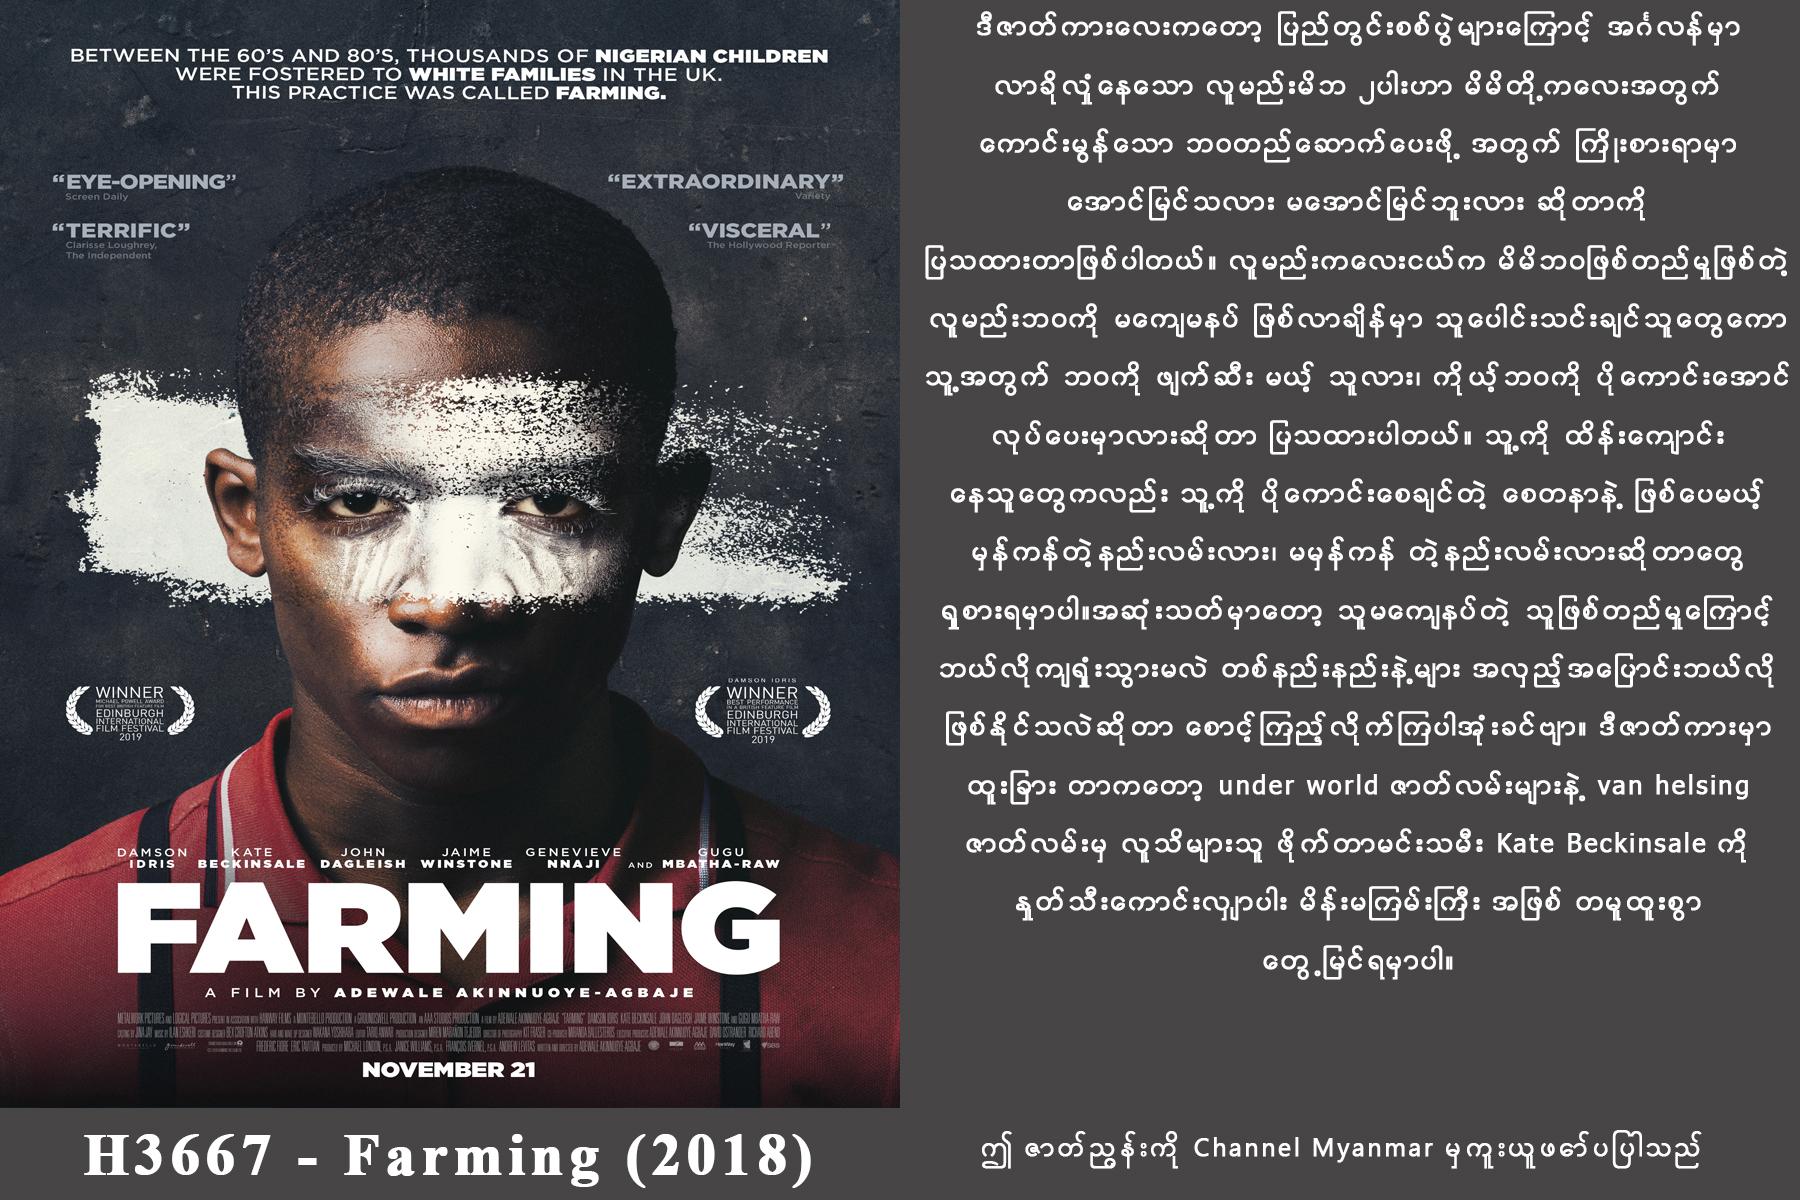 BETWEEN THE 60'S AND 80'S, THOUSANDS OF NIGERIAN CHILDREN
WERE FOSTERED TO WHITE FAMILIES IN THE UK.
THIS PRACTICE WAS CALLED FARMING.
“EYE-OPENING”
Screen Daily
“EXTRAORDINARY”
Variety
“TERRIFIC”
Clarisse Loughrey,
The Independent
“VISCERAL”
The Hollywood Reporter
WINNER
MICHAEL POWELL AWARD
FOR BEST BRITISH FEATURE FILM
EDINBURGH
INTERNATIONAL
FILM FESTIVAL
2019
DAMSON IDRIS
WINNER
BEST PERFORMANCE
IN A BRITISH FEATURE FILM
EDINBURGH
INTERNATIONAL
FILM FESTIVAL
2019
DAMSON IDRIS KATE BECKINSALE JOHN DAGLEISH JAIME WINSTONE GENEVIEVE NNAJI AND GUGU MBATHA-RAW
FARMING
A FILM BY ADEWALE AKINNUOYE-AGBAJE
NOVEMBER 21
H3667 - Farming (2018)
ဒီဇာတ်ကားလေးကတော့ ပြည်တွင်းစစ်ပွဲများကြောင့် အင်္ဂလန်မှာ
လာခိုလှုံနေသော လူမည်းမိဘ ၂ပါးဟာ မိမိတို့ကလေးအတွက်
ကောင်းမွန်သော ဘဝတည်ဆောက်ပေးဖို့ အတွက် ကြိုးစားရာမှာ
အောင်မြင်သလား မအောင်မြင်ဘူးလား ဆိုတာကို
ပြသထားတာဖြစ်ပါတယ်။ လူမည်းကလေးငယ်က မိမိဘဝဖြစ်တည်မှုဖြစ်တဲ့
လူမည်းဘဝကို မကျေမနပ် ဖြစ်လာချိန်မှာ သူပေါင်းသင်းချင်သူတွေကော
သူ့အတွက် ဘဝကို ဖျက်ဆီး မယ့် သူလား၊ ကိုယ့်ဘဝကို ပိုကောင်းအောင်
လုပ်ပေးမှာလားဆိုတာ ပြသထားပါတယ်။ သူ့ကို ထိန်းကျောင်း
နေသူတွေကလည်း သူ့ကို ပိုကောင်းစေချင်တဲ့ စေတနာနဲ့ ဖြစ်ပေမယ့်
မှန်ကန်တဲ့နည်းလမ်းလား၊ မမှန်ကန် တဲ့နည်းလမ်းလားဆိုတာတွေ
ရှုစားရမှာပါ။အဆုံးသတ်မှာတော့ သူမကျေနပ်တဲ့ သူဖြစ်တည်မှုကြောင့်
ဘယ်လိုကျရှုံးသွားမလဲ တစ်နည်းနည်းနဲ့များ အလှည့်အပြောင်းဘယ်လို
ဖြစ်နိုင်သလဲဆိုတာ စောင့်ကြည့်လိုက်ကြပါအုံးခင်ဗျာ။ ဒီဇာတ်ကားမှာ
ထူးခြား တာကတော့ under world ဇာတ်လမ်းများနဲ့ van helsing
ဇာတ်လမ်းမှ လူသိများသူ ဖိုက်တာမင်းသမီး Kate Beckinsale ကို
နှုတ်သီးကောင်းလျှာပါး မိန်းမကြမ်းကြီး အဖြစ် တမူထူးစွာ
တွေ့မြင်ရမှာပါ။
ဤ ဇာတ်ညွှန်းကို Channel Myanmar မှကူးယူဖော်ပပြါသည်